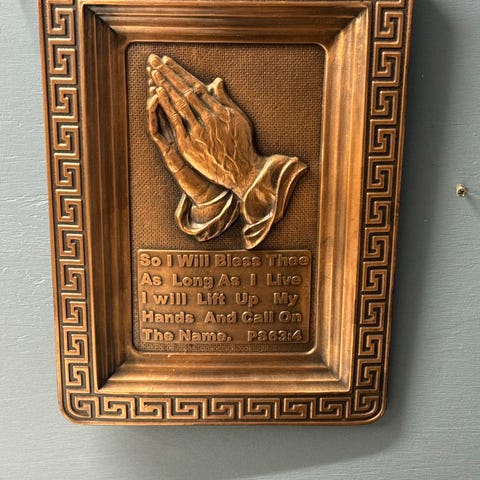 So I Will Bless Thee
As Long As I Live
I will Lift Up My
Hands And Call On
The Name. PS63:4